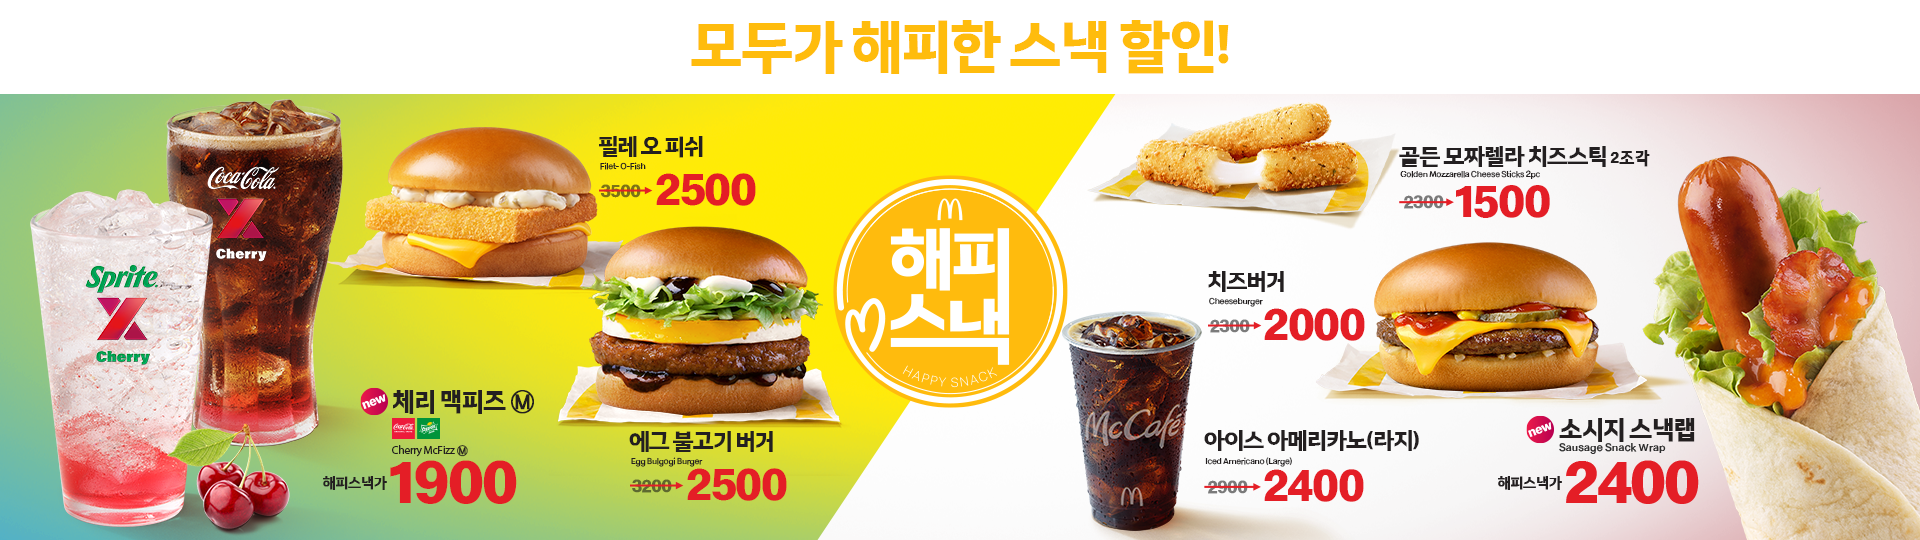 모두가 해피한 스낵 할인!
Coca-Cola
Cherry
Sprite
Cherry
new 체리 맥피즈 Ⓜ
Coca-Cola
Sprite
Cherry McFizz Ⓜ
해피스낵가 1900
필레 오 피쉬
Filet-O-Fish
3500 2500
에그 불고기 버거
Egg Bulgogi Burger
3200 2500
해피
스낵
HAPPY SNACK
골든 모짜렐라 치즈스틱 2조각
Golden Mozzarella Cheese Sticks 2pc
2300 1500
치즈버거
Cheeseburger
2300 2000
McCafé
아이스 아메리카노(라지)
Iced Americano (Large)
2900 2400
new 소시지 스낵랩
Sausage Snack Wrap
해피스낵가 2400